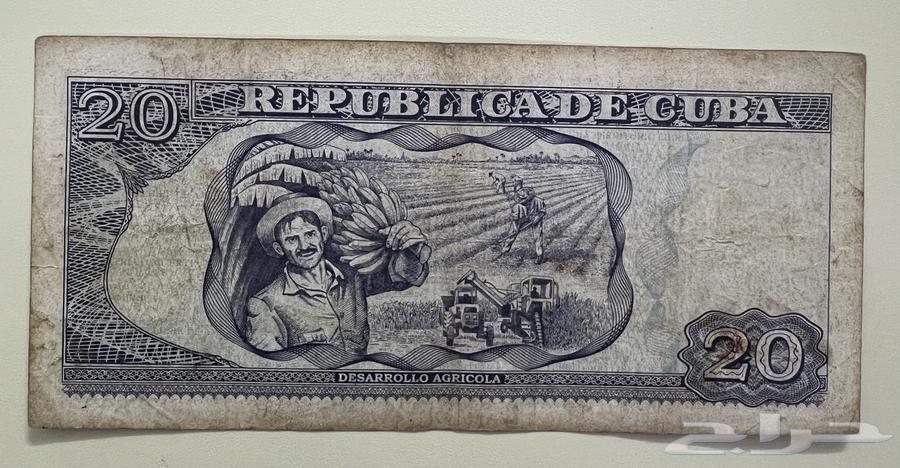 20
REPUBLICA DE CUBA
DESARROLLO AGRICOLA
20
حراج